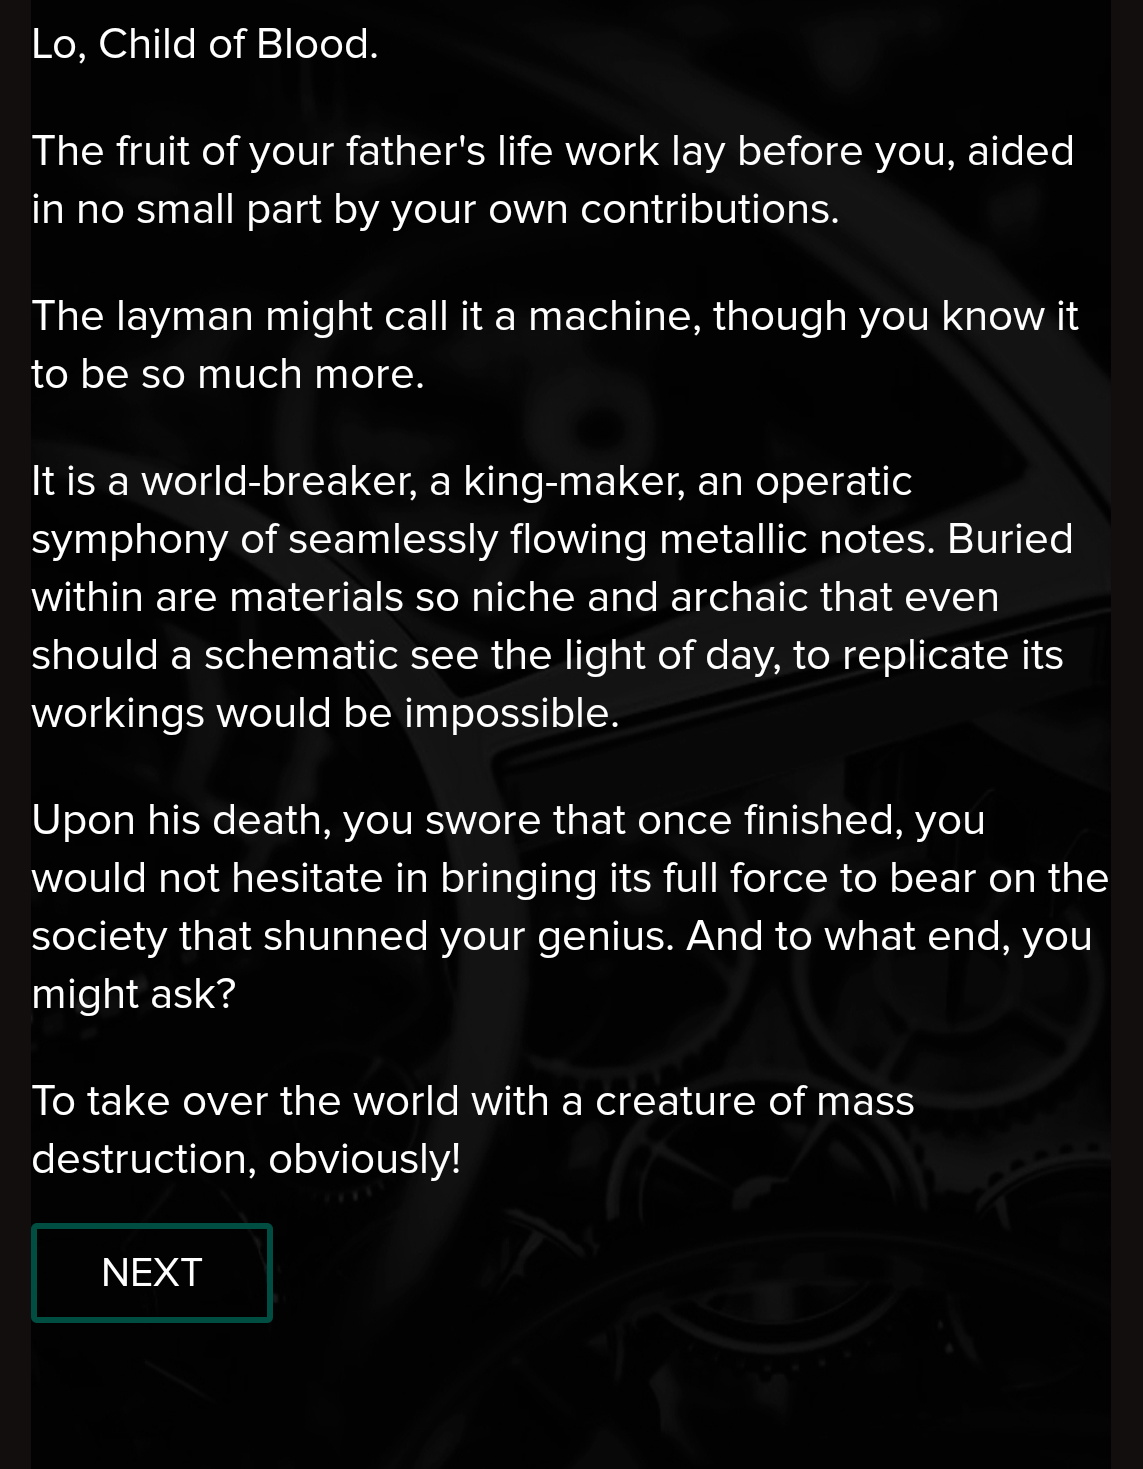 Lo, Child of Blood.
The fruit of your father's life work lay before you, aided
in no small part by your own contributions.
The layman might call it a machine, though you know it
to be so much more.
It is a world-breaker, a king-maker, an operatic
symphony of seamlessly flowing metallic notes. Buried
within are materials so niche and archaic that even
should a schematic see the light of day, to replicate its
workings would be impossible.
Upon his death, you swore that once finished, you
would not hesitate in bringing its full force to bear on the
society that shunned your genius. And to what end, you
might ask?
To take over the world with a creature of mass
destruction, obviously!
NEXT